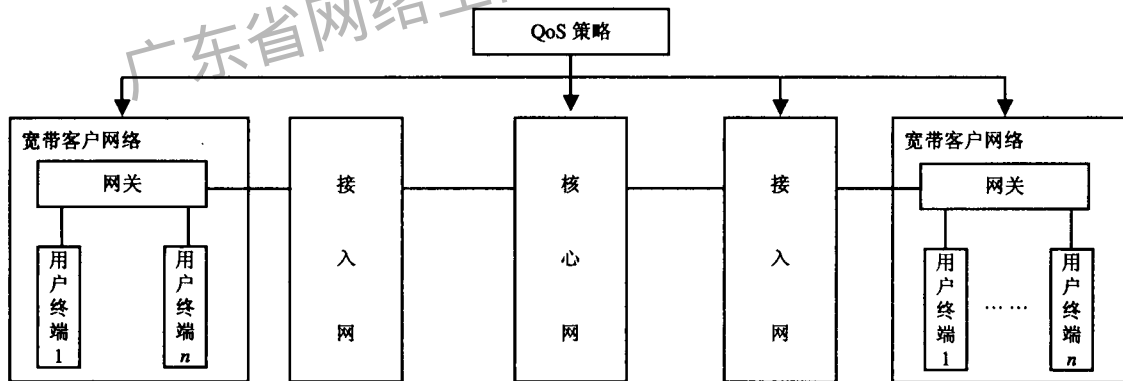 广东省网络工
QoS 策略
宽带客户网络
网关
用户终端1
用户终端n
接入网
核心网
接入网
宽带客户网络
网关
用户终端1
……
用户终端n